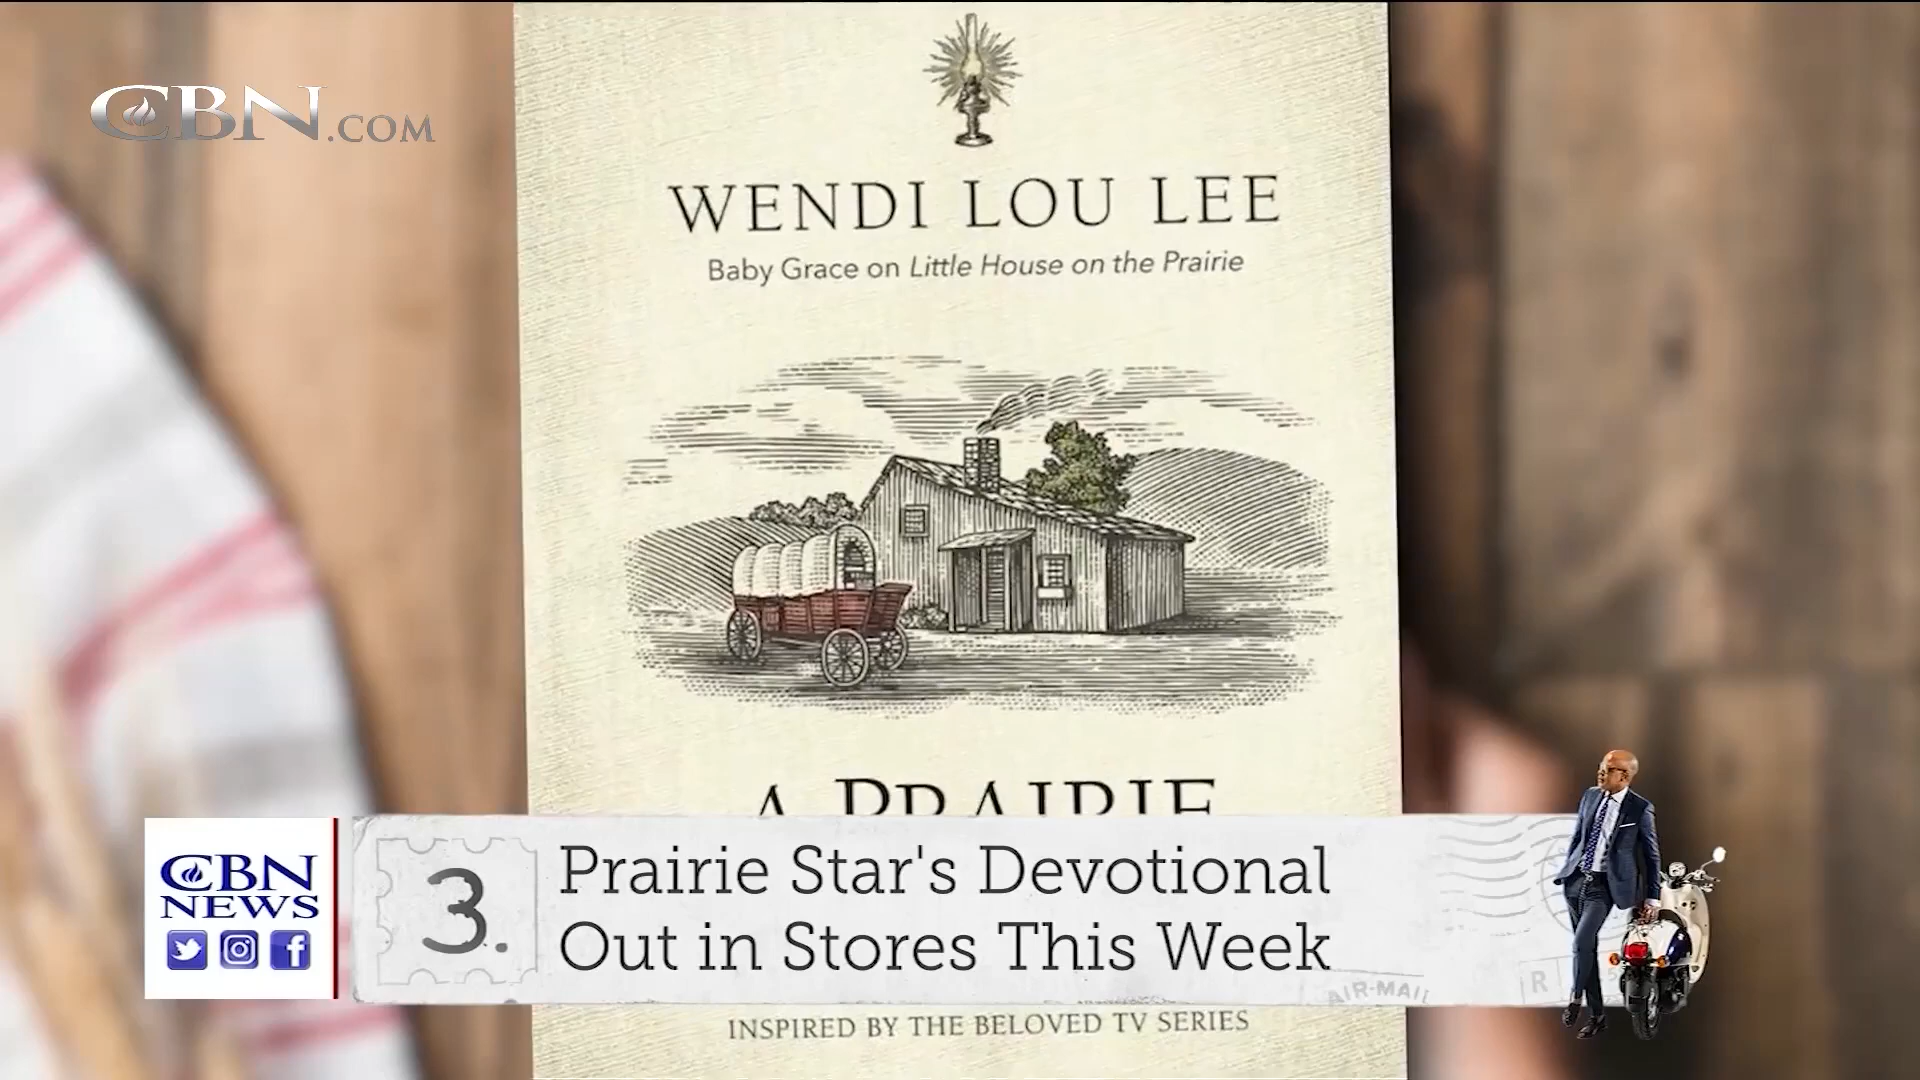 CBN.COM
WENDI LOU LEE
Baby Grace on Little House on the Prairie
A PRAIRIE
CBN
NEWS
3.
Prairie Star's Devotional
Out in Stores This Week
AIR-MAIL
R
INSPIRED BY THE BELOVED TV SERIES